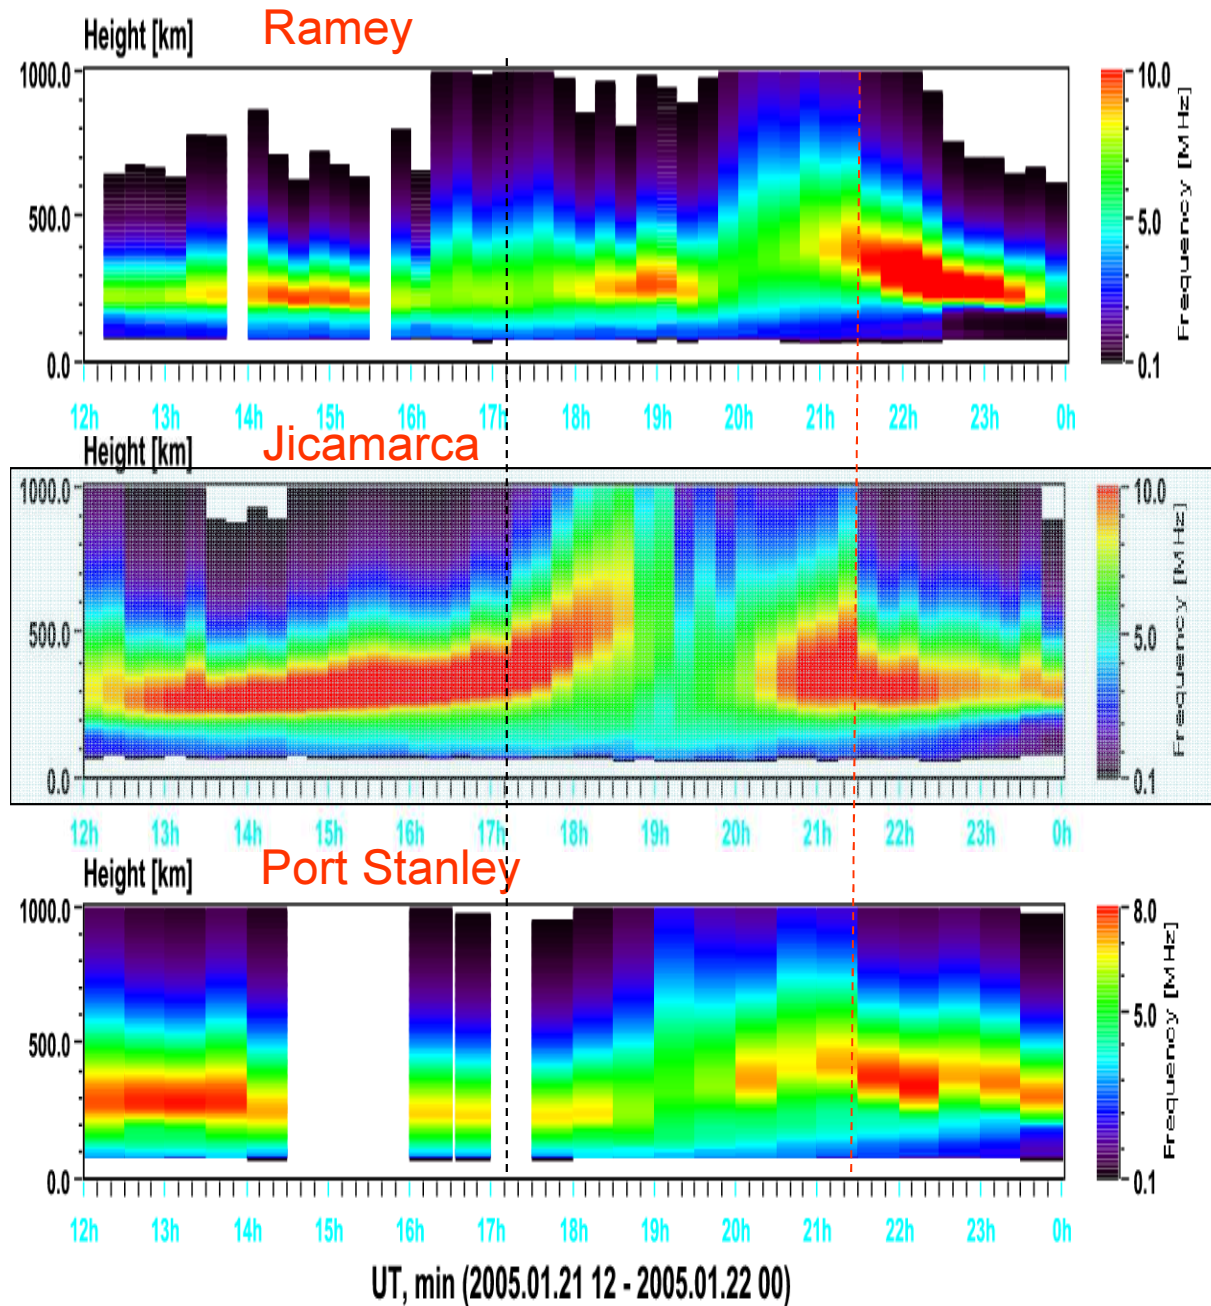 Height [km] Ramey
1000.0
500.0
0.0
10.0
5.0
0.1
Frequency [MHz]
12h 13h 14h 15h 16h 17h 18h 19h 20h 21h 22h 23h 0h
Height [km] Jicamarca
1000.0
500.0
0.0
10.0
5.0
0.1
Frequency [MHz]
12h 13h 14h 15h 16h 17h 18h 19h 20h 21h 22h 23h 0h
Height [km] Port Stanley
1000.0
500.0
0.0
8.0
5.0
0.1
Frequency [MHz]
12h 13h 14h 15h 16h 17h 18h 19h 20h 21h 22h 23h 0h
UT, min (2005.01.21 12 - 2005.01.22 00)